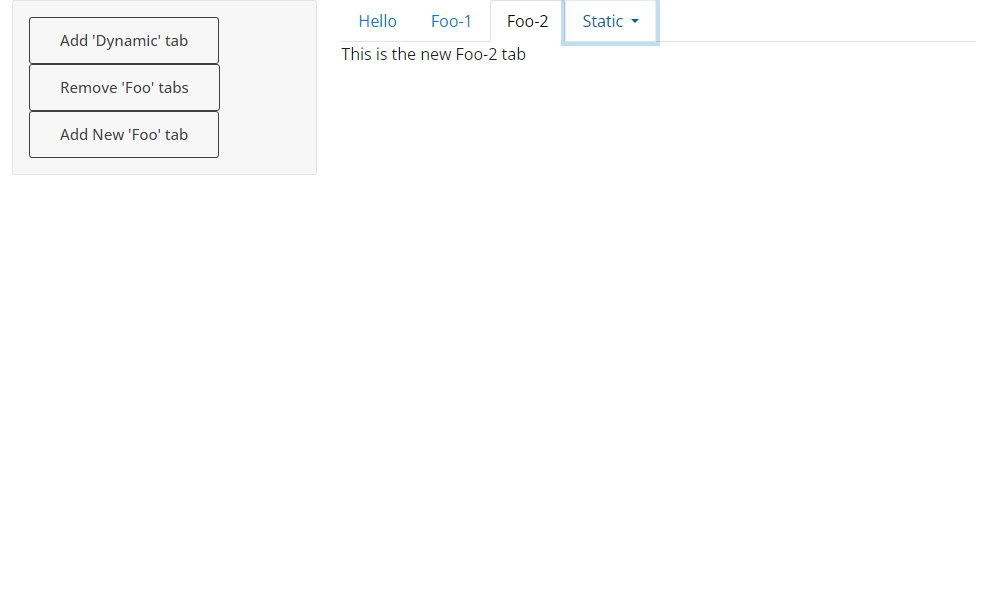 Add 'Dynamic' tab
Remove 'Foo' tabs
Add New 'Foo' tab
Hello Foo-1 Foo-2 Static
This is the new Foo-2 tab